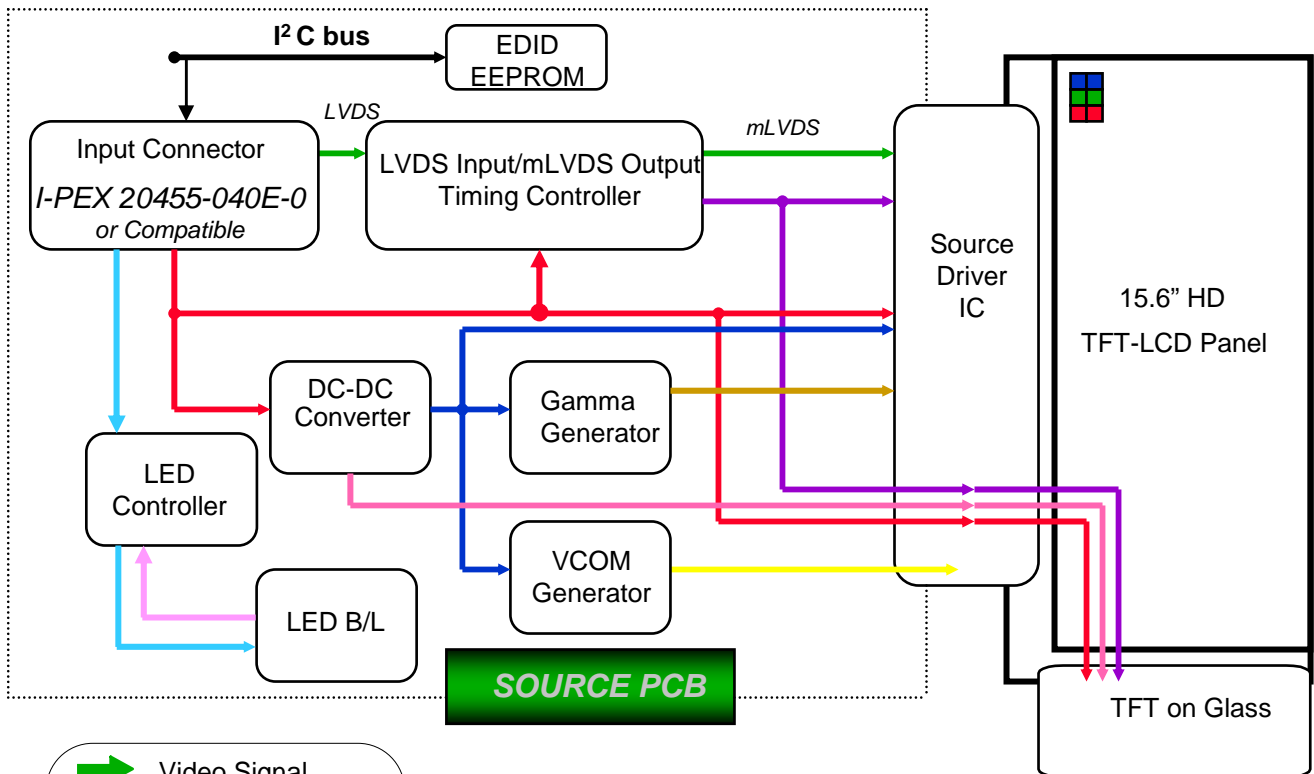 I² C bus
EDID
EEPROM
LVDS
mLVDS
Input Connector
I-PEX 20455-040E-0
or Compatible
LVDS Input/mLVDS Output
Timing Controller
Source
Driver
IC
15.6” HD
TFT-LCD Panel
DC-DC
Converter
Gamma
Generator
LED
Controller
VCOM
Generator
LED B/L
SOURCE PCB
TFT on Glass
Video Signal